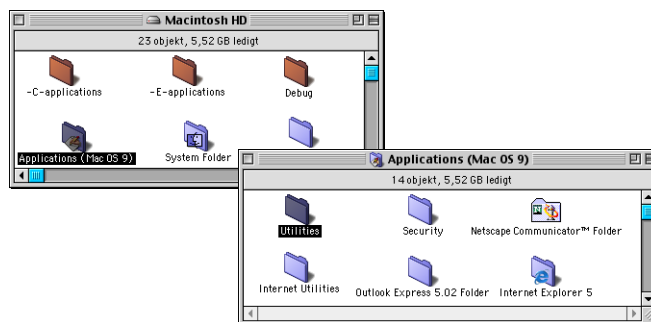 Macintosh HD
23 objekt, 5,52 GB ledigt
-C-applications
-E-applications
Debug
Applications (Mac OS 9)
System Folder
Applications (Mac OS 9)
14 objekt, 5,52 GB ledigt
Utilities
Security
Netscape Communicator™ Folder
Internet Utilities
Outlook Express 5.02 Folder
Internet Explorer 5